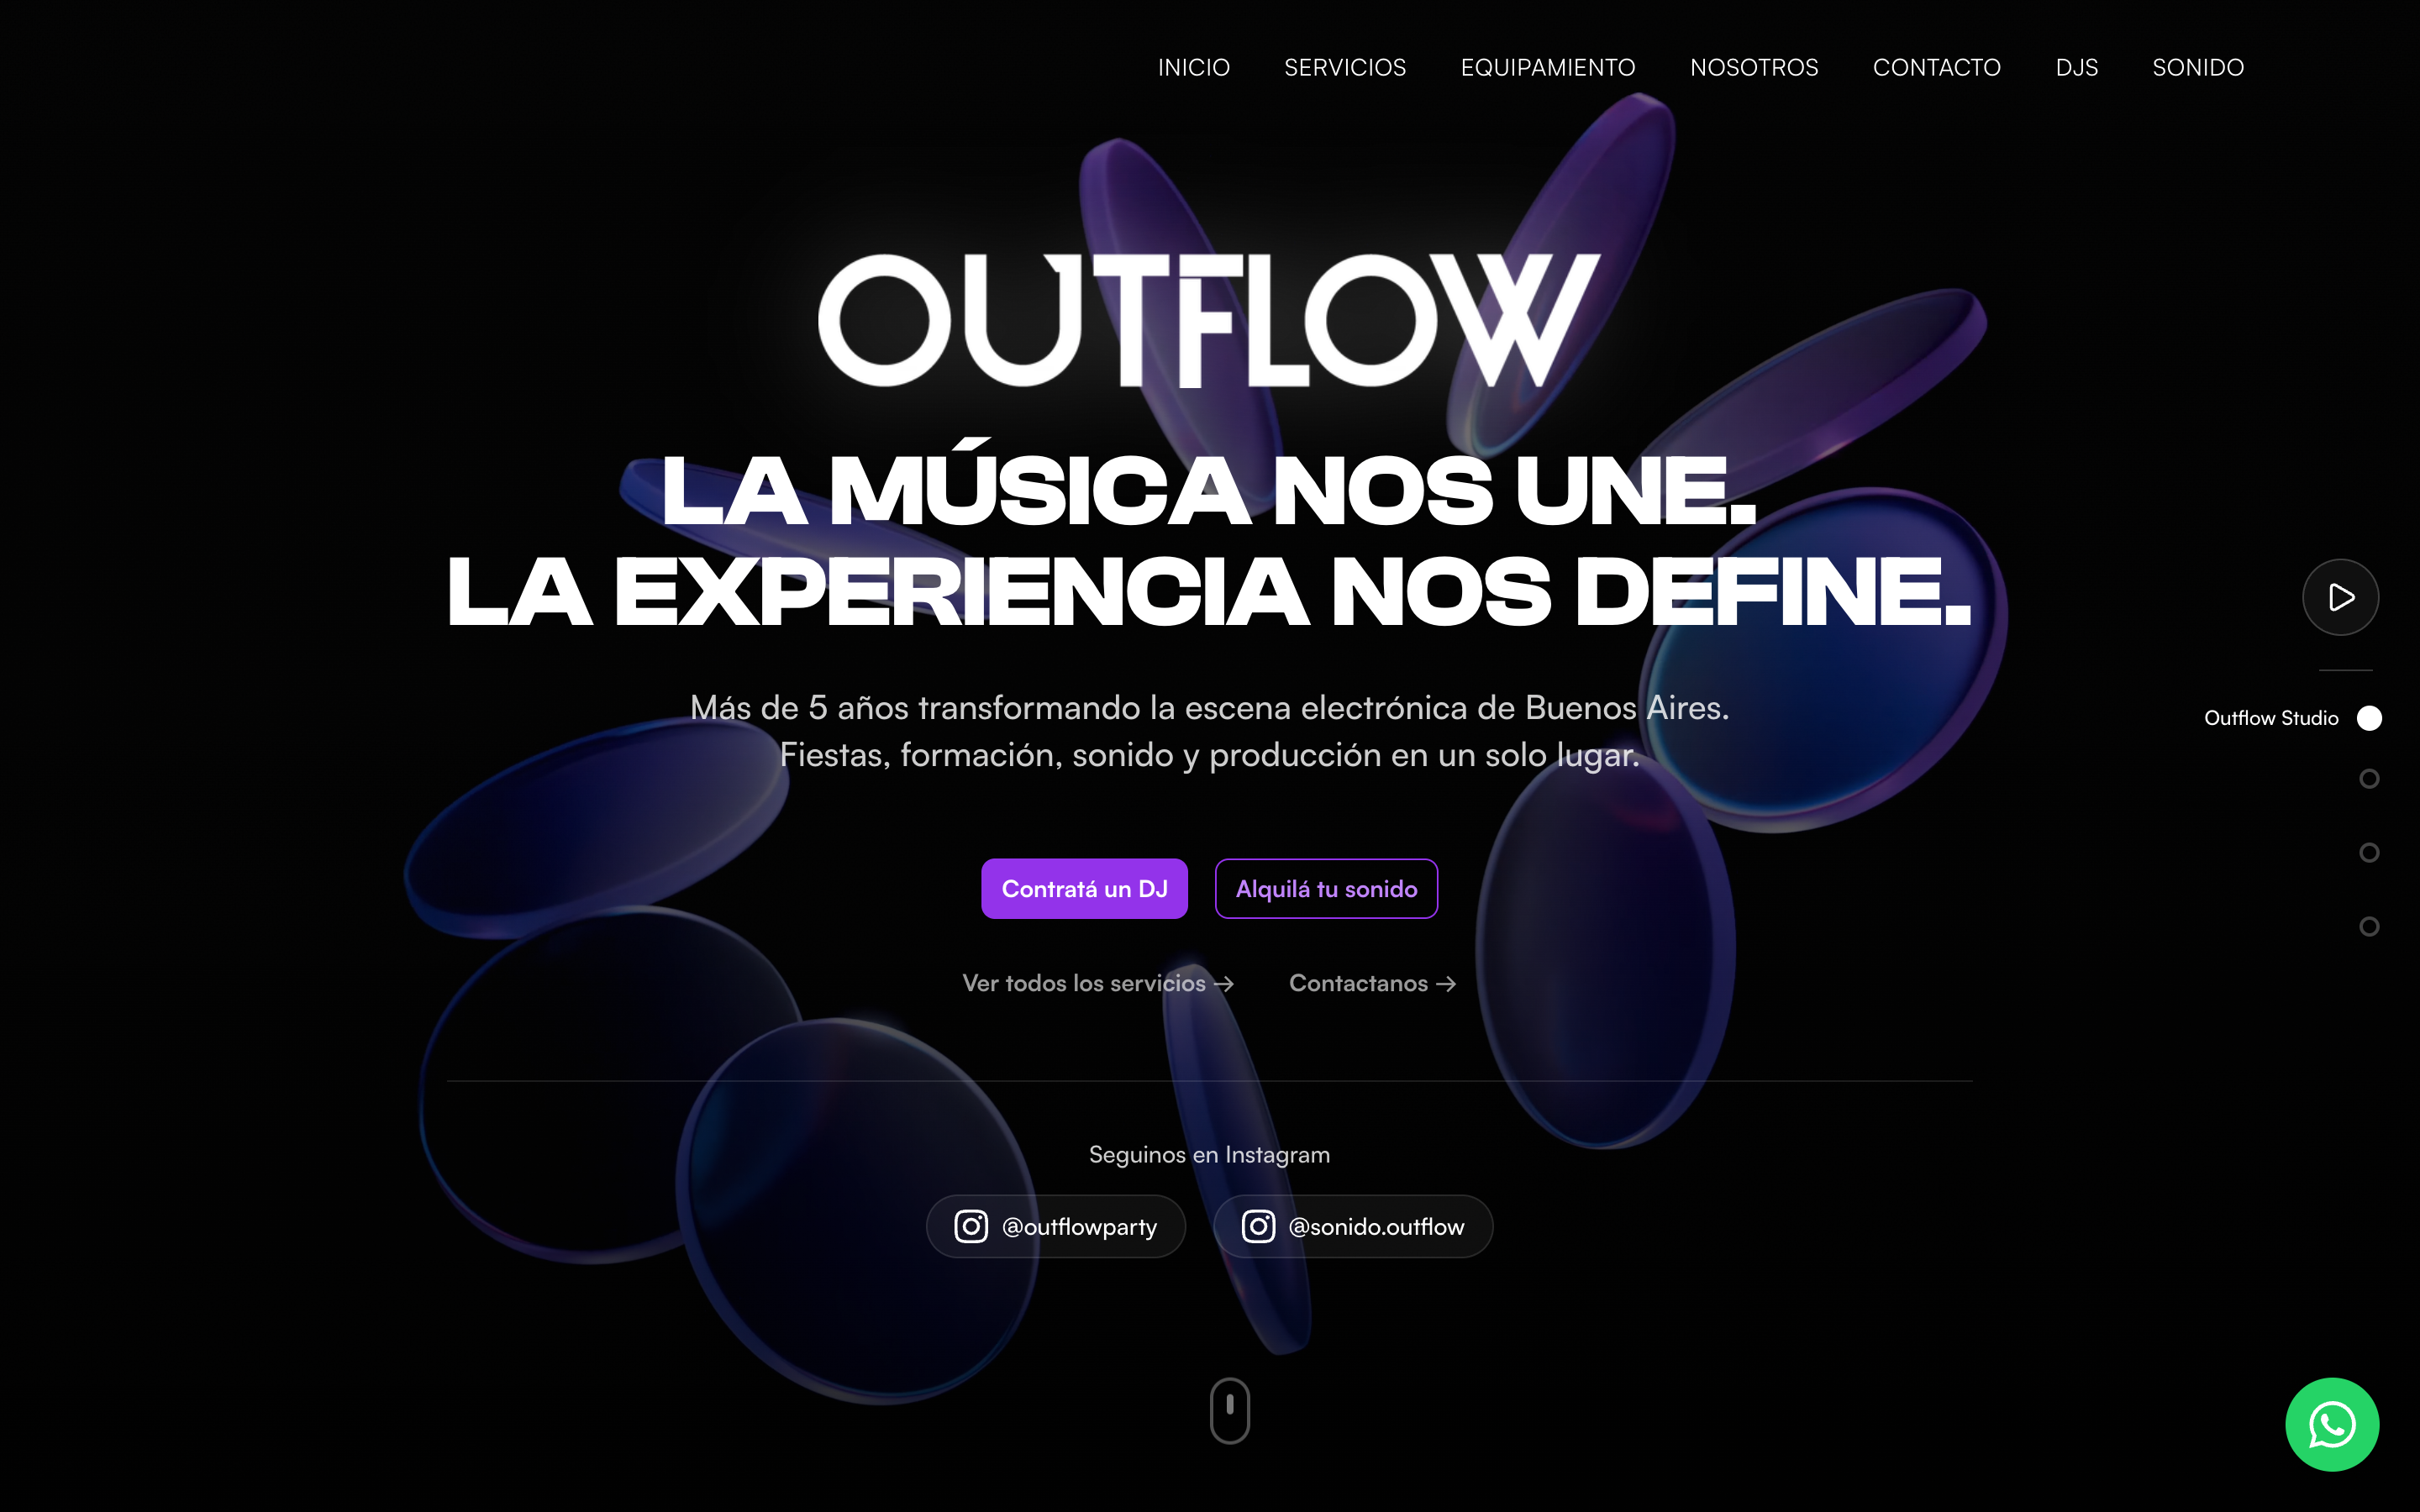 INICIO SERVICIOS EQUIPAMIENTO NOSOTROS CONTACTO DJS SONIDO
OUTFLOW
LA MÚSICA NOS UNE.
LA EXPERIENCIA NOS DEFINE.
Más de 5 años transformando la escena electrónica de Buenos Aires.
Fiestas, formación, sonido y producción en un solo lugar.
Outflow Studio
Contratá un DJ Alquilá tu sonido
Ver todos los servicios → Contactanos →
Seguinos en Instagram
@outflowparty @sonido.outflow